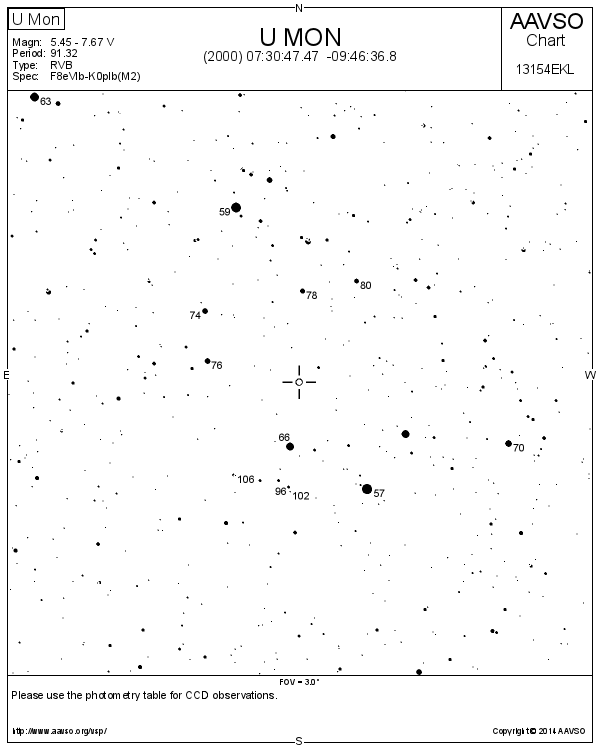 N
U Mon
Magn: 5.45 - 7.67 V
Period: 91.32
Type: RVB
Spec: F8eVIb-K0pIb(M2)
U MON
(2000) 07:30:47.47 -09:46:36.8
AAVSO
Chart
13154EKL
63
59
80
78
74
76
E
W
66
70
106
96
102
57
FOV = 3.0°
Please use the photometry table for CCD observations.
http://www.aavso.org/vsp/
Copyright © 2014 AAVSO
S